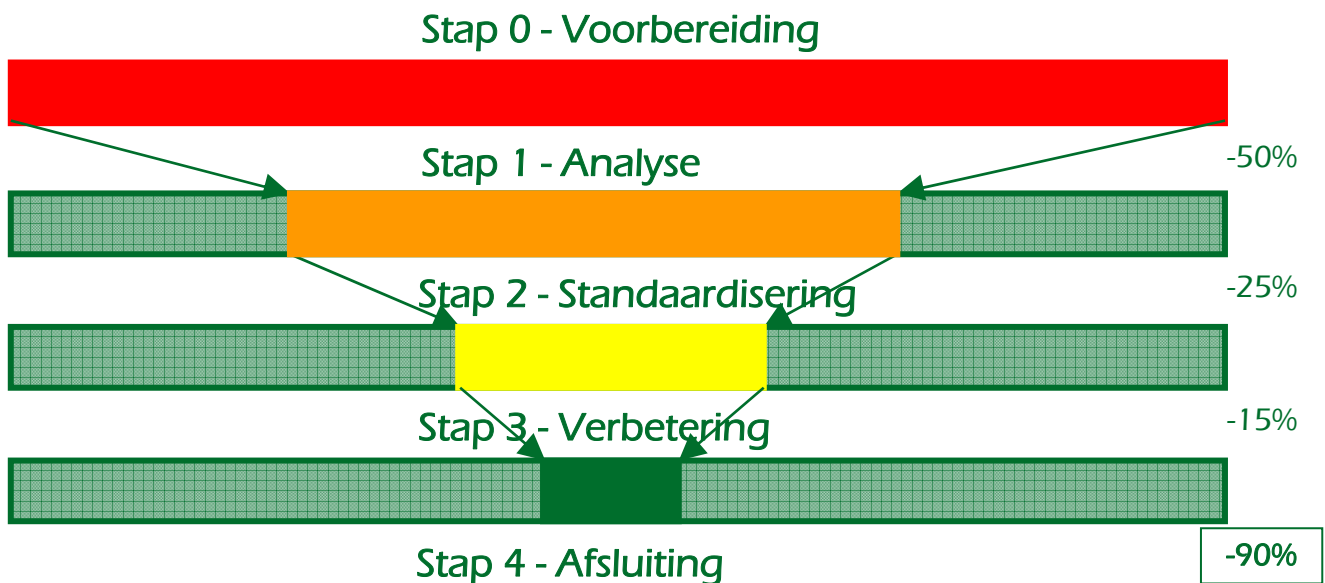 Stap 0 - Voorbereiding
Stap 1 - Analyse
-50%
Stap 2 - Standaardisering
-25%
Stap 3 - Verbetering
-15%
Stap 4 - Afsluiting
-90%